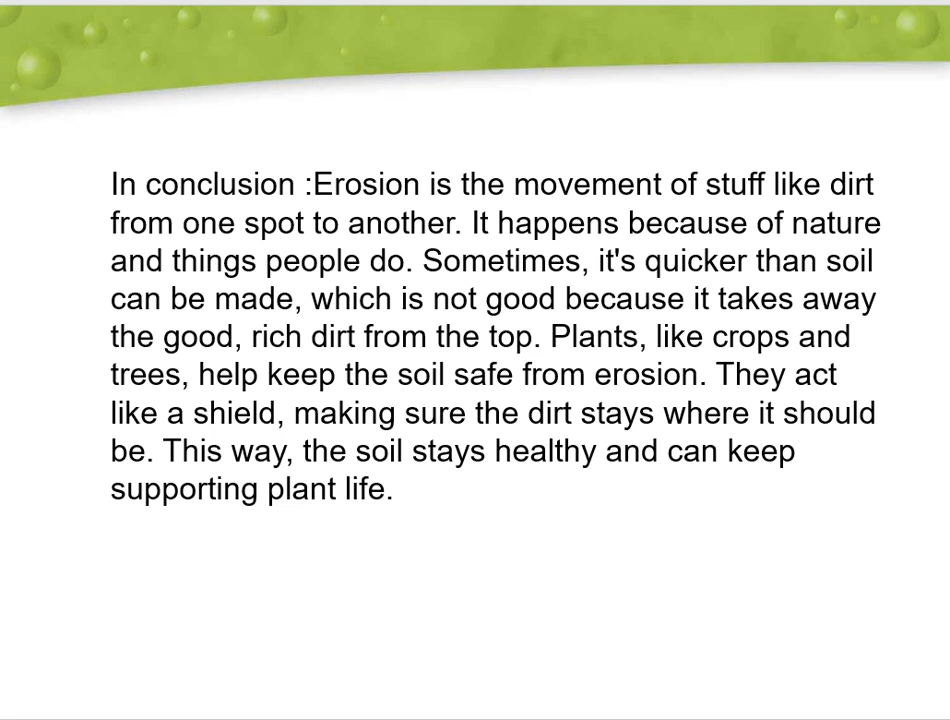 In conclusion :Erosion is the movement of stuff like dirt
from one spot to another. It happens because of nature
and things people do. Sometimes, it's quicker than soil
can be made, which is not good because it takes away
the good, rich dirt from the top. Plants, like crops and
trees, help keep the soil safe from erosion. They act
like a shield, making sure the dirt stays where it should
be. This way, the soil stays healthy and can keep
supporting plant life.